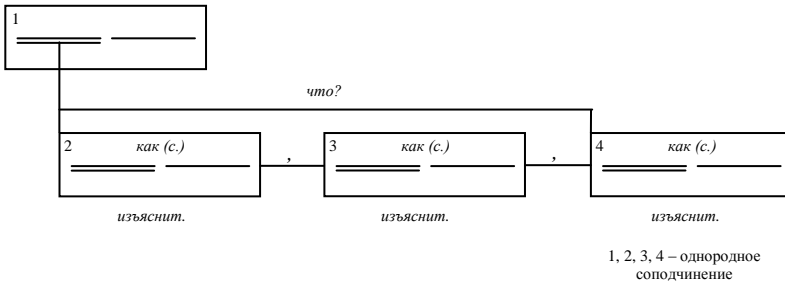 1
что?
2 как (с.) , 3 как (с.) , 4 как (с.)
изъяснит. изъяснит. изъяснит.
1, 2, 3, 4 – однородное
соподчинение